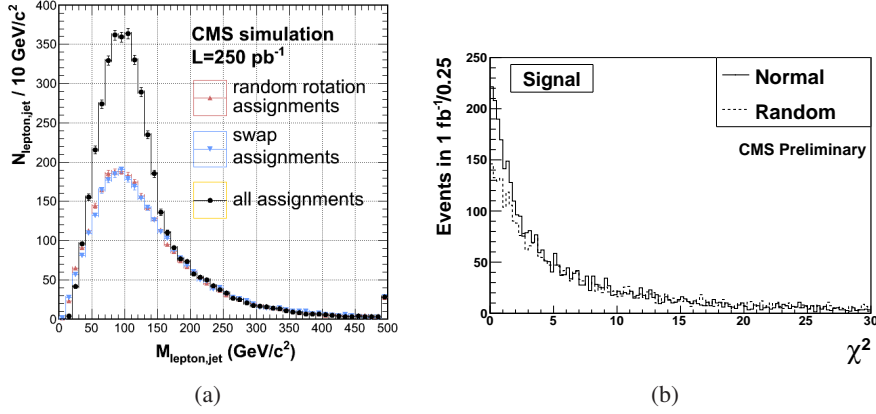 N_lepton,jet / 10 GeV/c²
400
350
300
250
200
150
100
50
0
CMS simulation
L=250 pb⁻¹
random rotation
assignments
swap
assignments
all assignments
0 50 100 150 200 250 300 350 400 450 500
M_lepton,jet (GeV/c²)
(a)
Events in 1 fb⁻¹/0.25
250
200
150
100
50
0
Signal
Normal
Random
CMS Preliminary
0 5 10 15 20 25 30
χ²
(b)